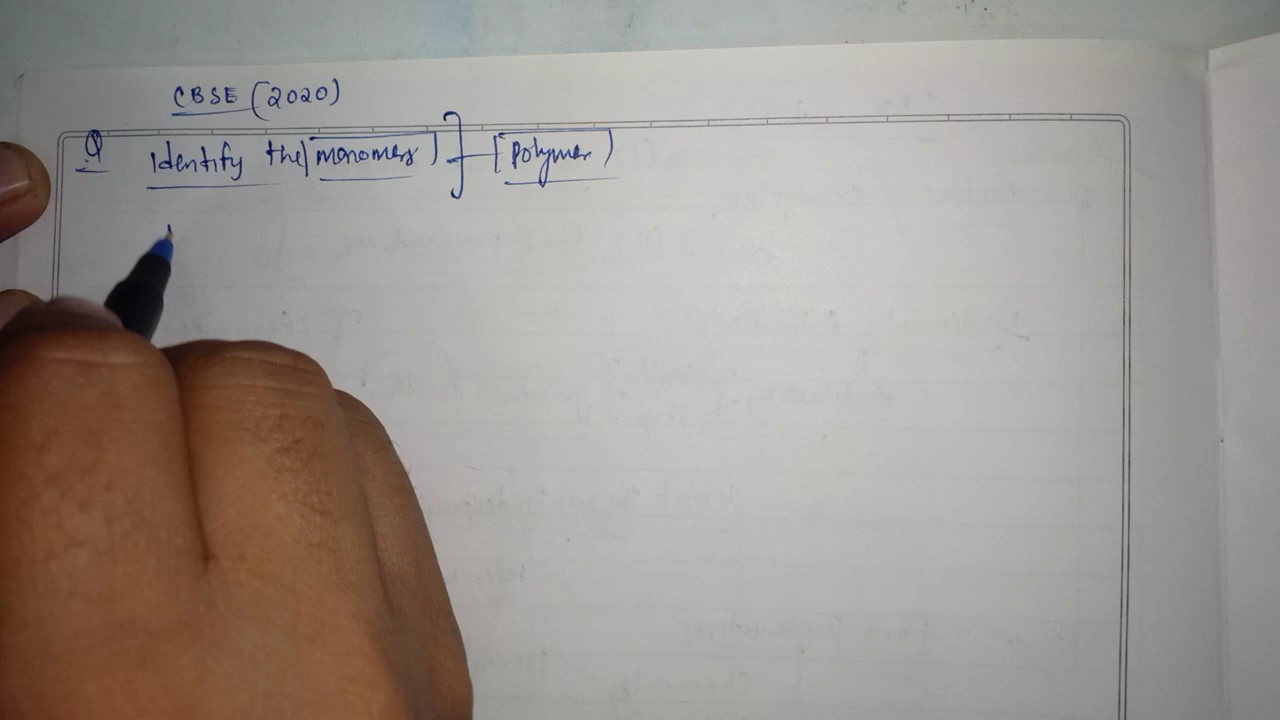 CBSE (2020)
Q Identify the monomers } - [polymer)